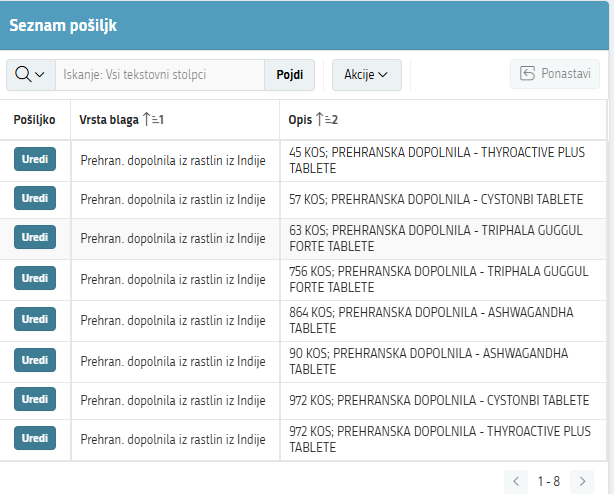 Seznam pošiljk
Iskanje: Vsi tekstovni stolpci
Pojdi
Akcije
Ponastavi
Pošiljko
Vrsta blaga
1
Opis
2
Uredi
Prehran. dopolnila iz rastlin iz Indije
45 KOS; PREHRANSKA DOPOLNILA - THYROACTIVE PLUS
TABLETE
Uredi
Prehran. dopolnila iz rastlin iz Indije
57 KOS; PREHRANSKA DOPOLNILA - CYSTONBI TABLETE
Uredi
Prehran. dopolnila iz rastlin iz Indije
63 KOS; PREHRANSKA DOPOLNILA - TRIPHALA GUGGUL
FORTE TABLETE
Uredi
Prehran. dopolnila iz rastlin iz Indije
756 KOS; PREHRANSKA DOPOLNILA - TRIPHALA GUGGUL
FORTE TABLETE
Uredi
Prehran. dopolnila iz rastlin iz Indije
864 KOS; PREHRANSKA DOPOLNILA - ASHWAGANDHA
TABLETE
Uredi
Prehran. dopolnila iz rastlin iz Indije
90 KOS; PREHRANSKA DOPOLNILA - ASHWAGANDHA
TABLETE
Uredi
Prehran. dopolnila iz rastlin iz Indije
972 KOS; PREHRANSKA DOPOLNILA - CYSTONBI TABLETE
Uredi
Prehran. dopolnila iz rastlin iz Indije
972 KOS; PREHRANSKA DOPOLNILA - THYROACTIVE PLUS
TABLETE
1 - 8